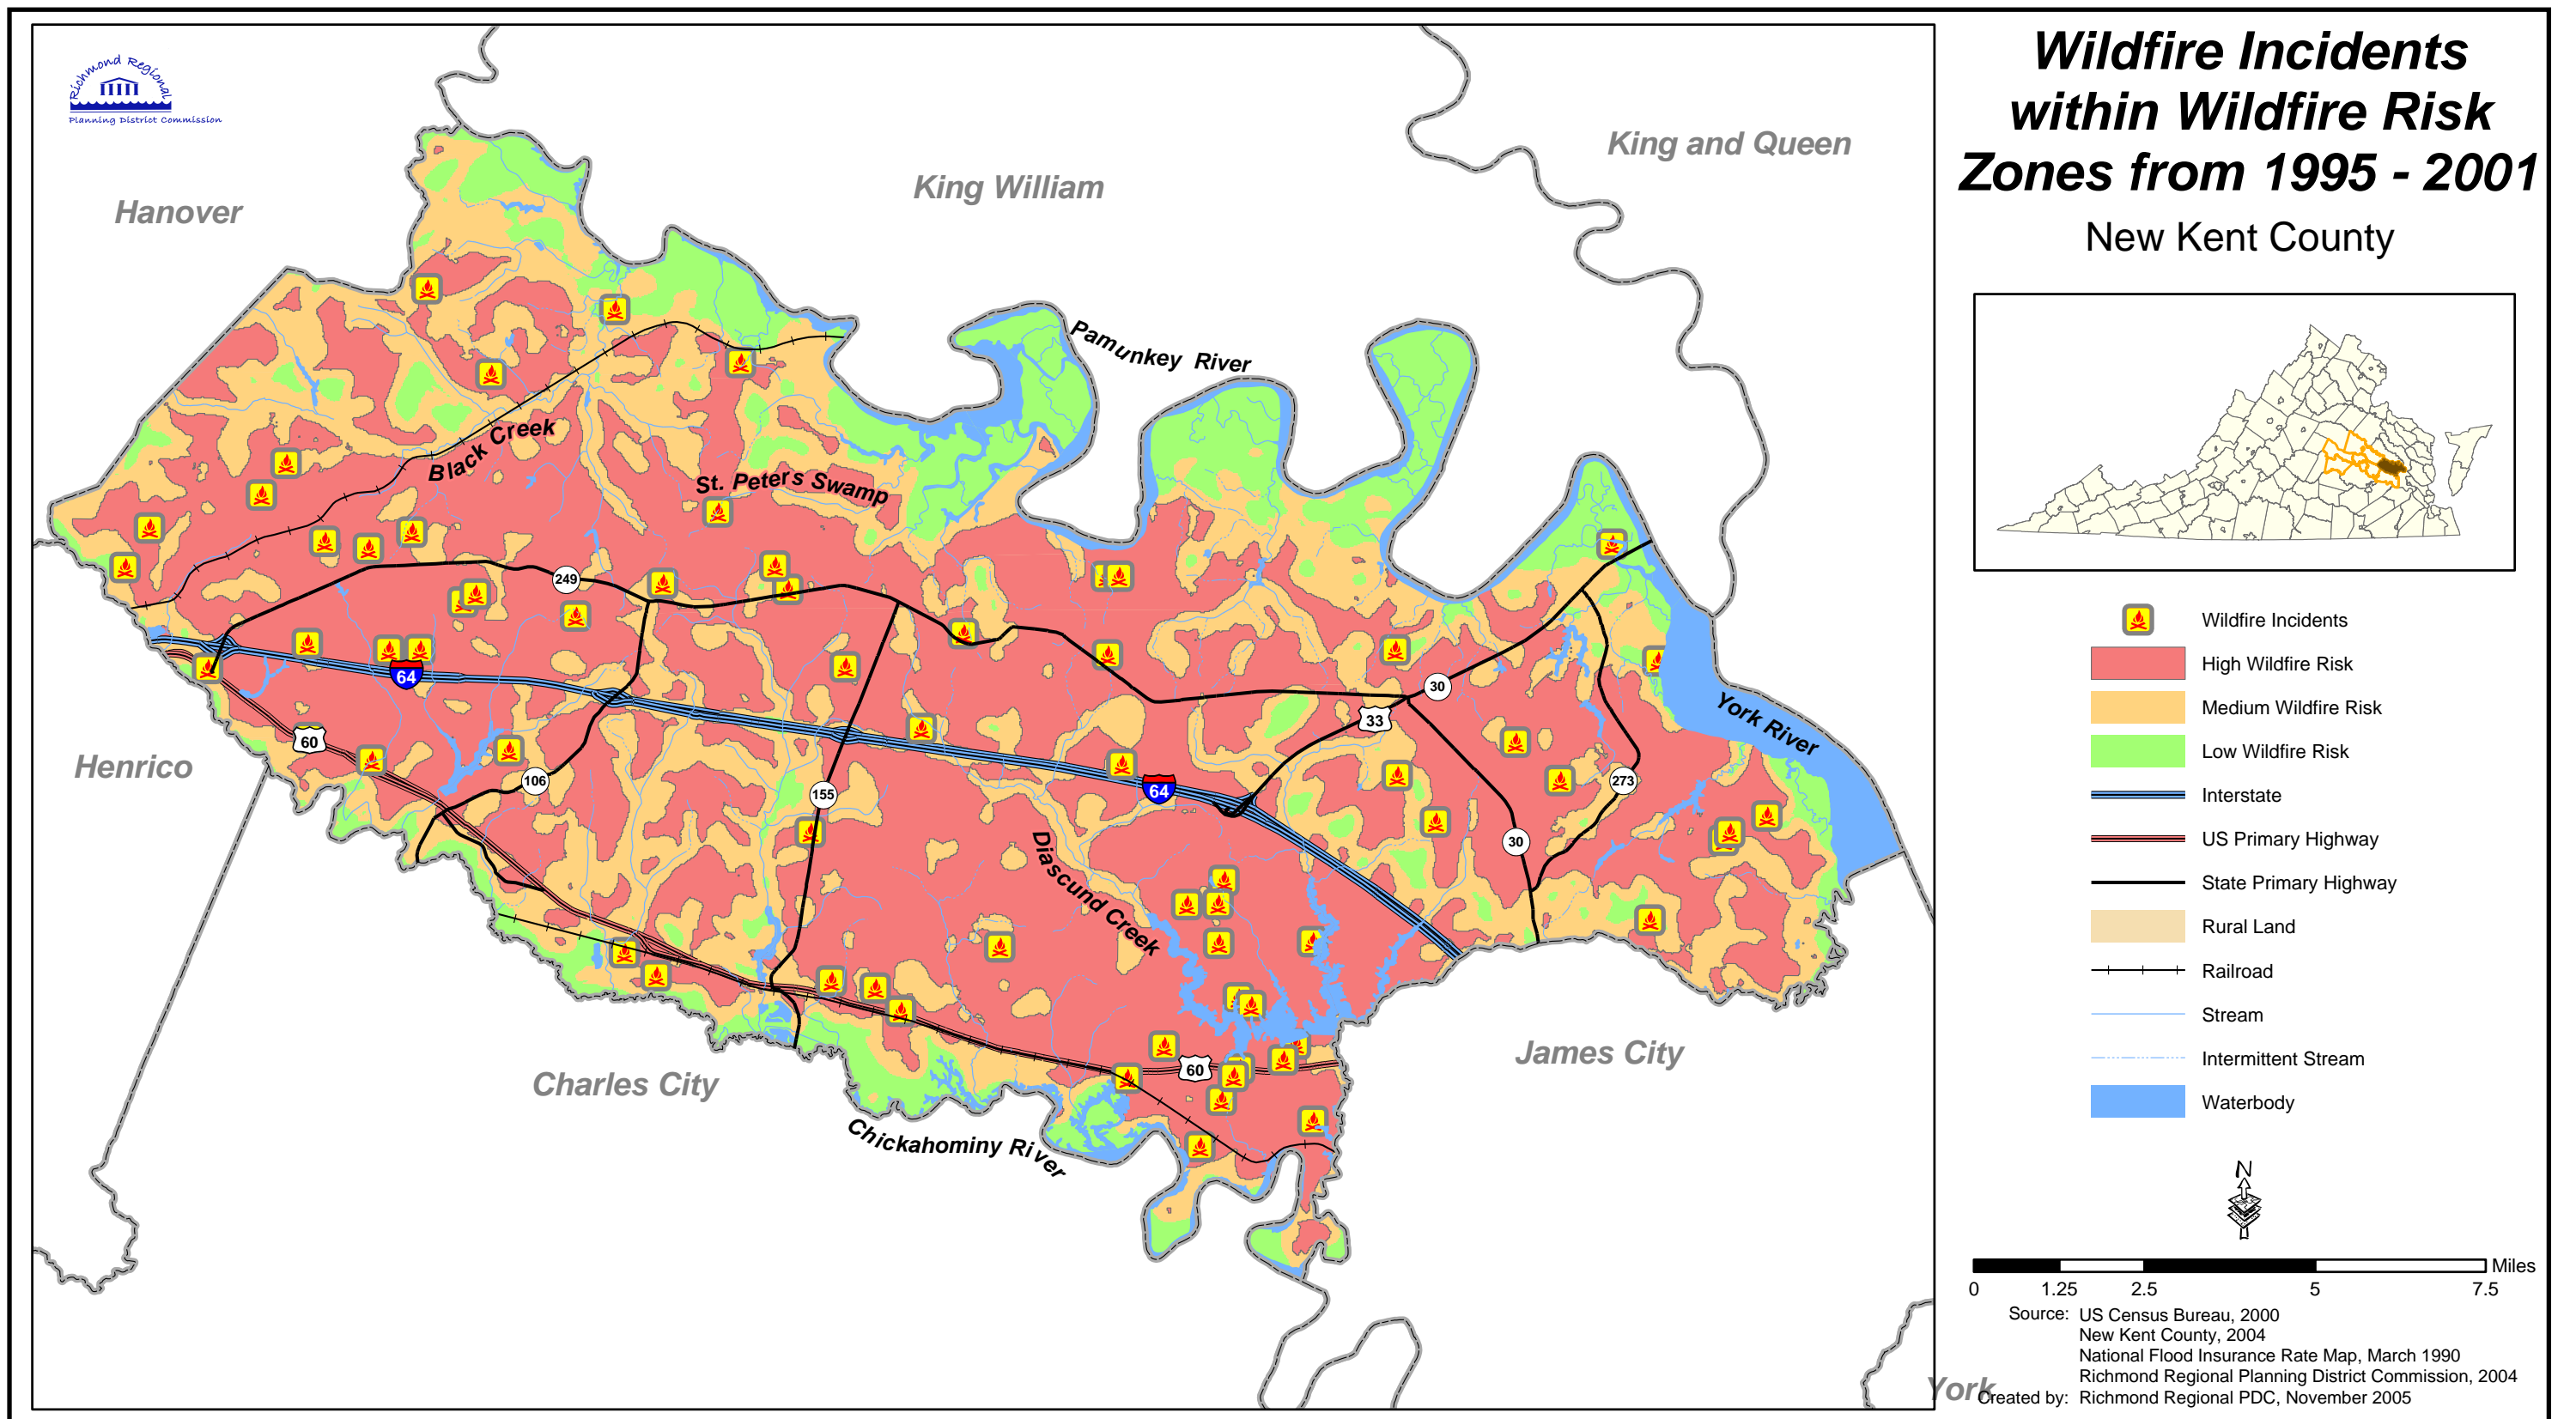 Wildfire Incidents
within Wildfire Risk
Zones from 1995 - 2001
New Kent County
Richmond Regional
Planning District Commission
Hanover
King William
King and Queen
Pamunkey River
Black Creek
St. Peters Swamp
249
30
33
York River
64
60
Henrico
106
155
64
273
30
Diascund Creek
60
James City
Charles City
Chickahominy River
York
Wildfire Incidents
High Wildfire Risk
Medium Wildfire Risk
Low Wildfire Risk
Interstate
US Primary Highway
State Primary Highway
Rural Land
Railroad
Stream
Intermittent Stream
Waterbody
N
Miles
0 1.25 2.5 5 7.5
Source: US Census Bureau, 2000
New Kent County, 2004
National Flood Insurance Rate Map, March 1990
Richmond Regional Planning District Commission, 2004
Created by: Richmond Regional PDC, November 2005